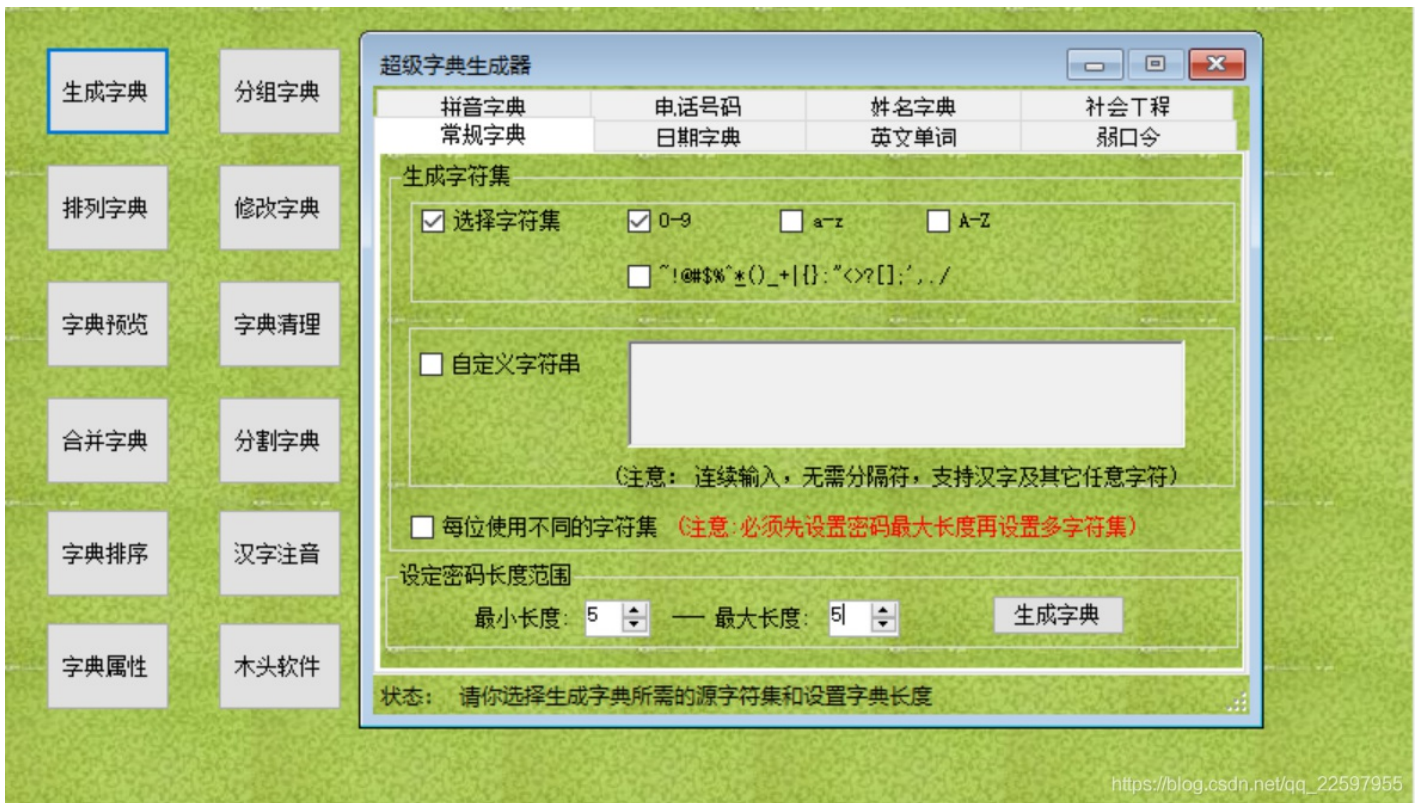 生成字典 分组字典
排列字典 修改字典
字典预览 字典清理
合并字典 分割字典
字典排序 汉字注音
字典属性 木头软件
超级字典生成器
拼音字典 电话号码 姓名字典 社会工程
常规字典 日期字典 英文单词 弱口令
生成字符集
选择字符集 0-9 a-z A-Z
~!@#$%^*()_+|{}:"<>?[];',./
自定义字符串
(注意: 连续输入,无需分隔符,支持汉字及其它任意字符)
每位使用不同的字符集 (注意:必须先设置密码最大长度再设置多字符集)
设定密码长度范围
最小长度: 5 — 最大长度: 5 生成字典
状态: 请你选择生成字典所需的源字符集和设置字典长度
https://blog.csdn.net/qq_22597955